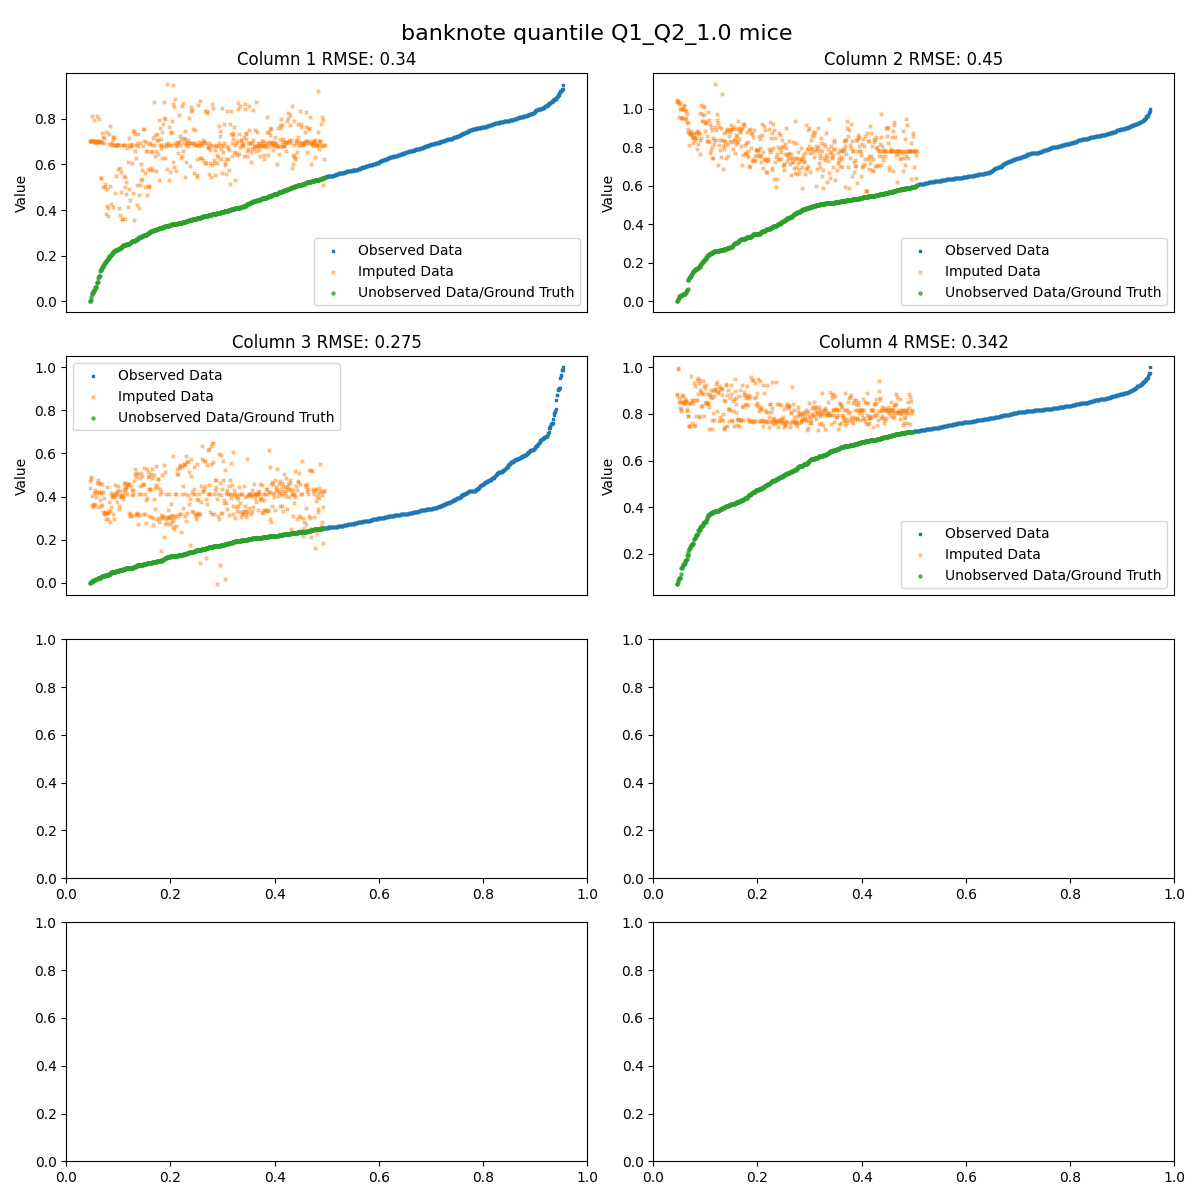 banknote quantile Q1_Q2_1.0 mice
Column 1 RMSE: 0.34
Value
0.8
0.6
0.4
0.2
0.0
Observed Data
Imputed Data
Unobserved Data/Ground Truth
Column 2 RMSE: 0.45
Value
1.0
0.8
0.6
0.4
0.2
0.0
Observed Data
Imputed Data
Unobserved Data/Ground Truth
Column 3 RMSE: 0.275
Value
1.0
0.8
0.6
0.4
0.2
0.0
Observed Data
Imputed Data
Unobserved Data/Ground Truth
Column 4 RMSE: 0.342
Value
1.0
0.8
0.6
0.4
0.2
Observed Data
Imputed Data
Unobserved Data/Ground Truth
1.0
0.8
0.6
0.4
0.2
0.0
0.0 0.2 0.4 0.6 0.8 1.0
1.0
0.8
0.6
0.4
0.2
0.0
0.0 0.2 0.4 0.6 0.8 1.0
1.0
0.8
0.6
0.4
0.2
0.0
0.0 0.2 0.4 0.6 0.8 1.0
1.0
0.8
0.6
0.4
0.2
0.0
0.0 0.2 0.4 0.6 0.8 1.0